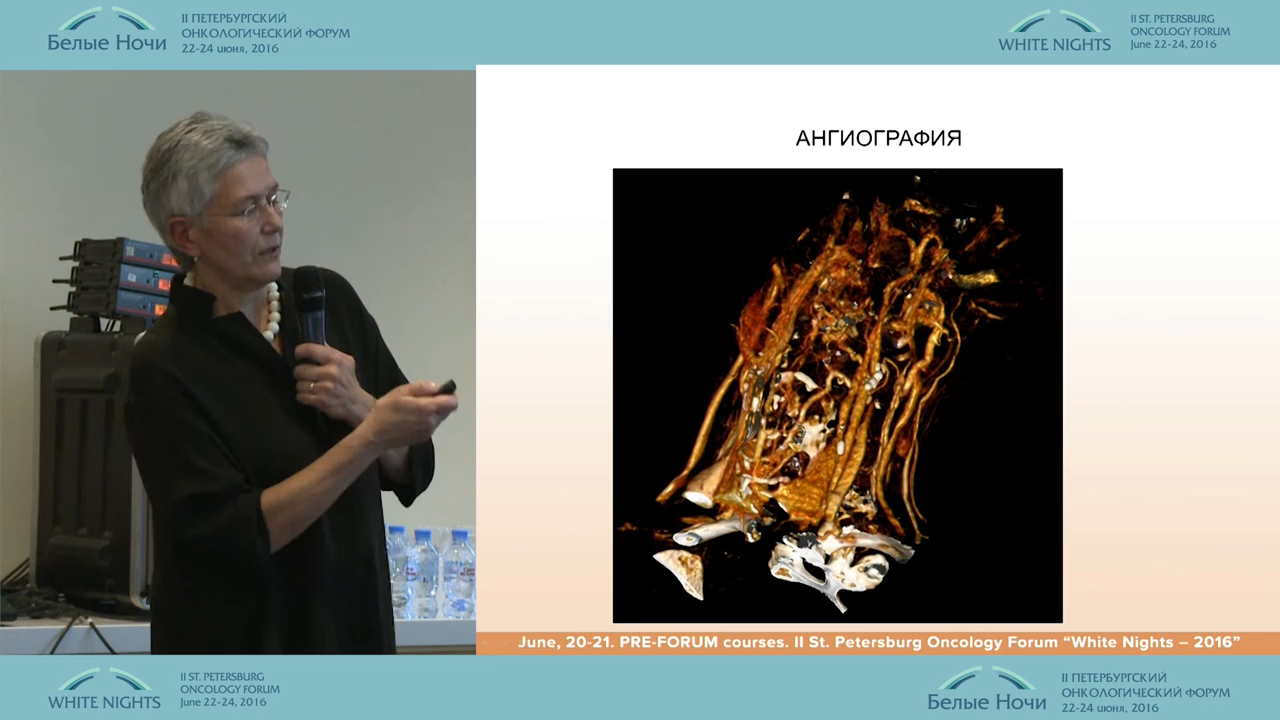 Белые Ночи
II ПЕТЕРБУРГСКИЙ
ОНКОЛОГИЧЕСКИЙ ФОРУМ
22-24 июня, 2016
WHITE NIGHTS
II ST. PETERSBURG
ONCOLOGY FORUM
June 22-24, 2016
АНГИОГРАФИЯ
June, 20-21. PRE-FORUM courses. II St. Petersburg Oncology Forum “White Nights – 2016”
WHITE NIGHTS
II ST. PETERSBURG
ONCOLOGY FORUM
June 22-24, 2016
Белые Ночи
II ПЕТЕРБУРГСКИЙ
ОНКОЛОГИЧЕСКИЙ ФОРУМ
22-24 июня, 2016